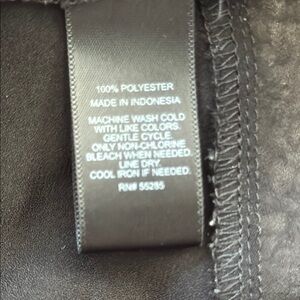 100% POLYESTER
MADE IN INDONESIA
MACHINE WASH COLD
WITH LIKE COLORS.
GENTLE CYCLE.
ONLY NON-CHLORINE
BLEACH WHEN NEEDED.
LINE DRY.
COOL IRON IF NEEDED.
RN# 55285